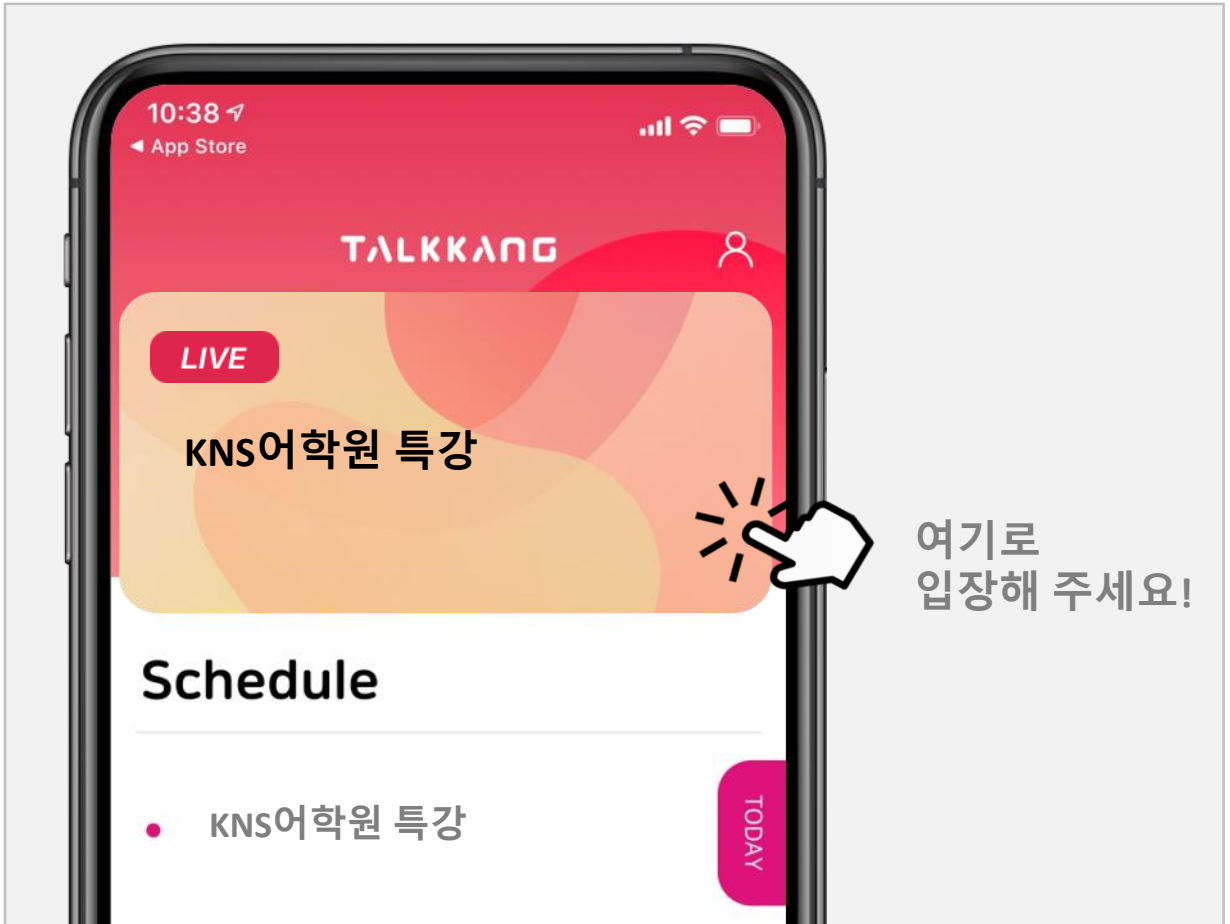 10:38
◀ App Store
TALKKANG
LIVE
KNS어학원 특강
여기로
입장해 주세요!
Schedule
KNS어학원 특강
TODAY